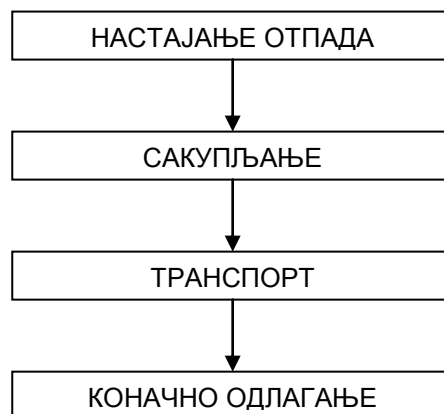 НАСТАЈАЊЕ ОТПАДА
САКУПЉАЊЕ
ТРАНСПОРТ
КОНАЧНО ОДЛАГАЊЕ